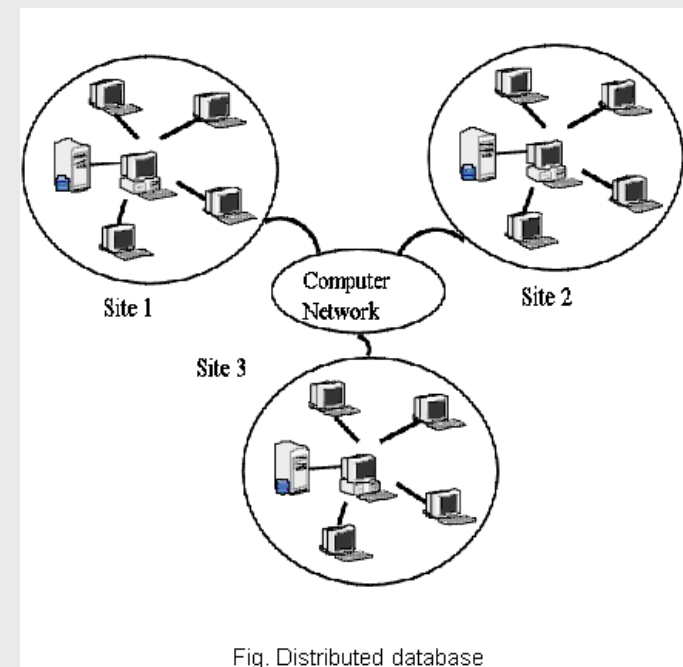 Site 1
Computer
Network
Site 2
Site 3
Fig. Distributed database